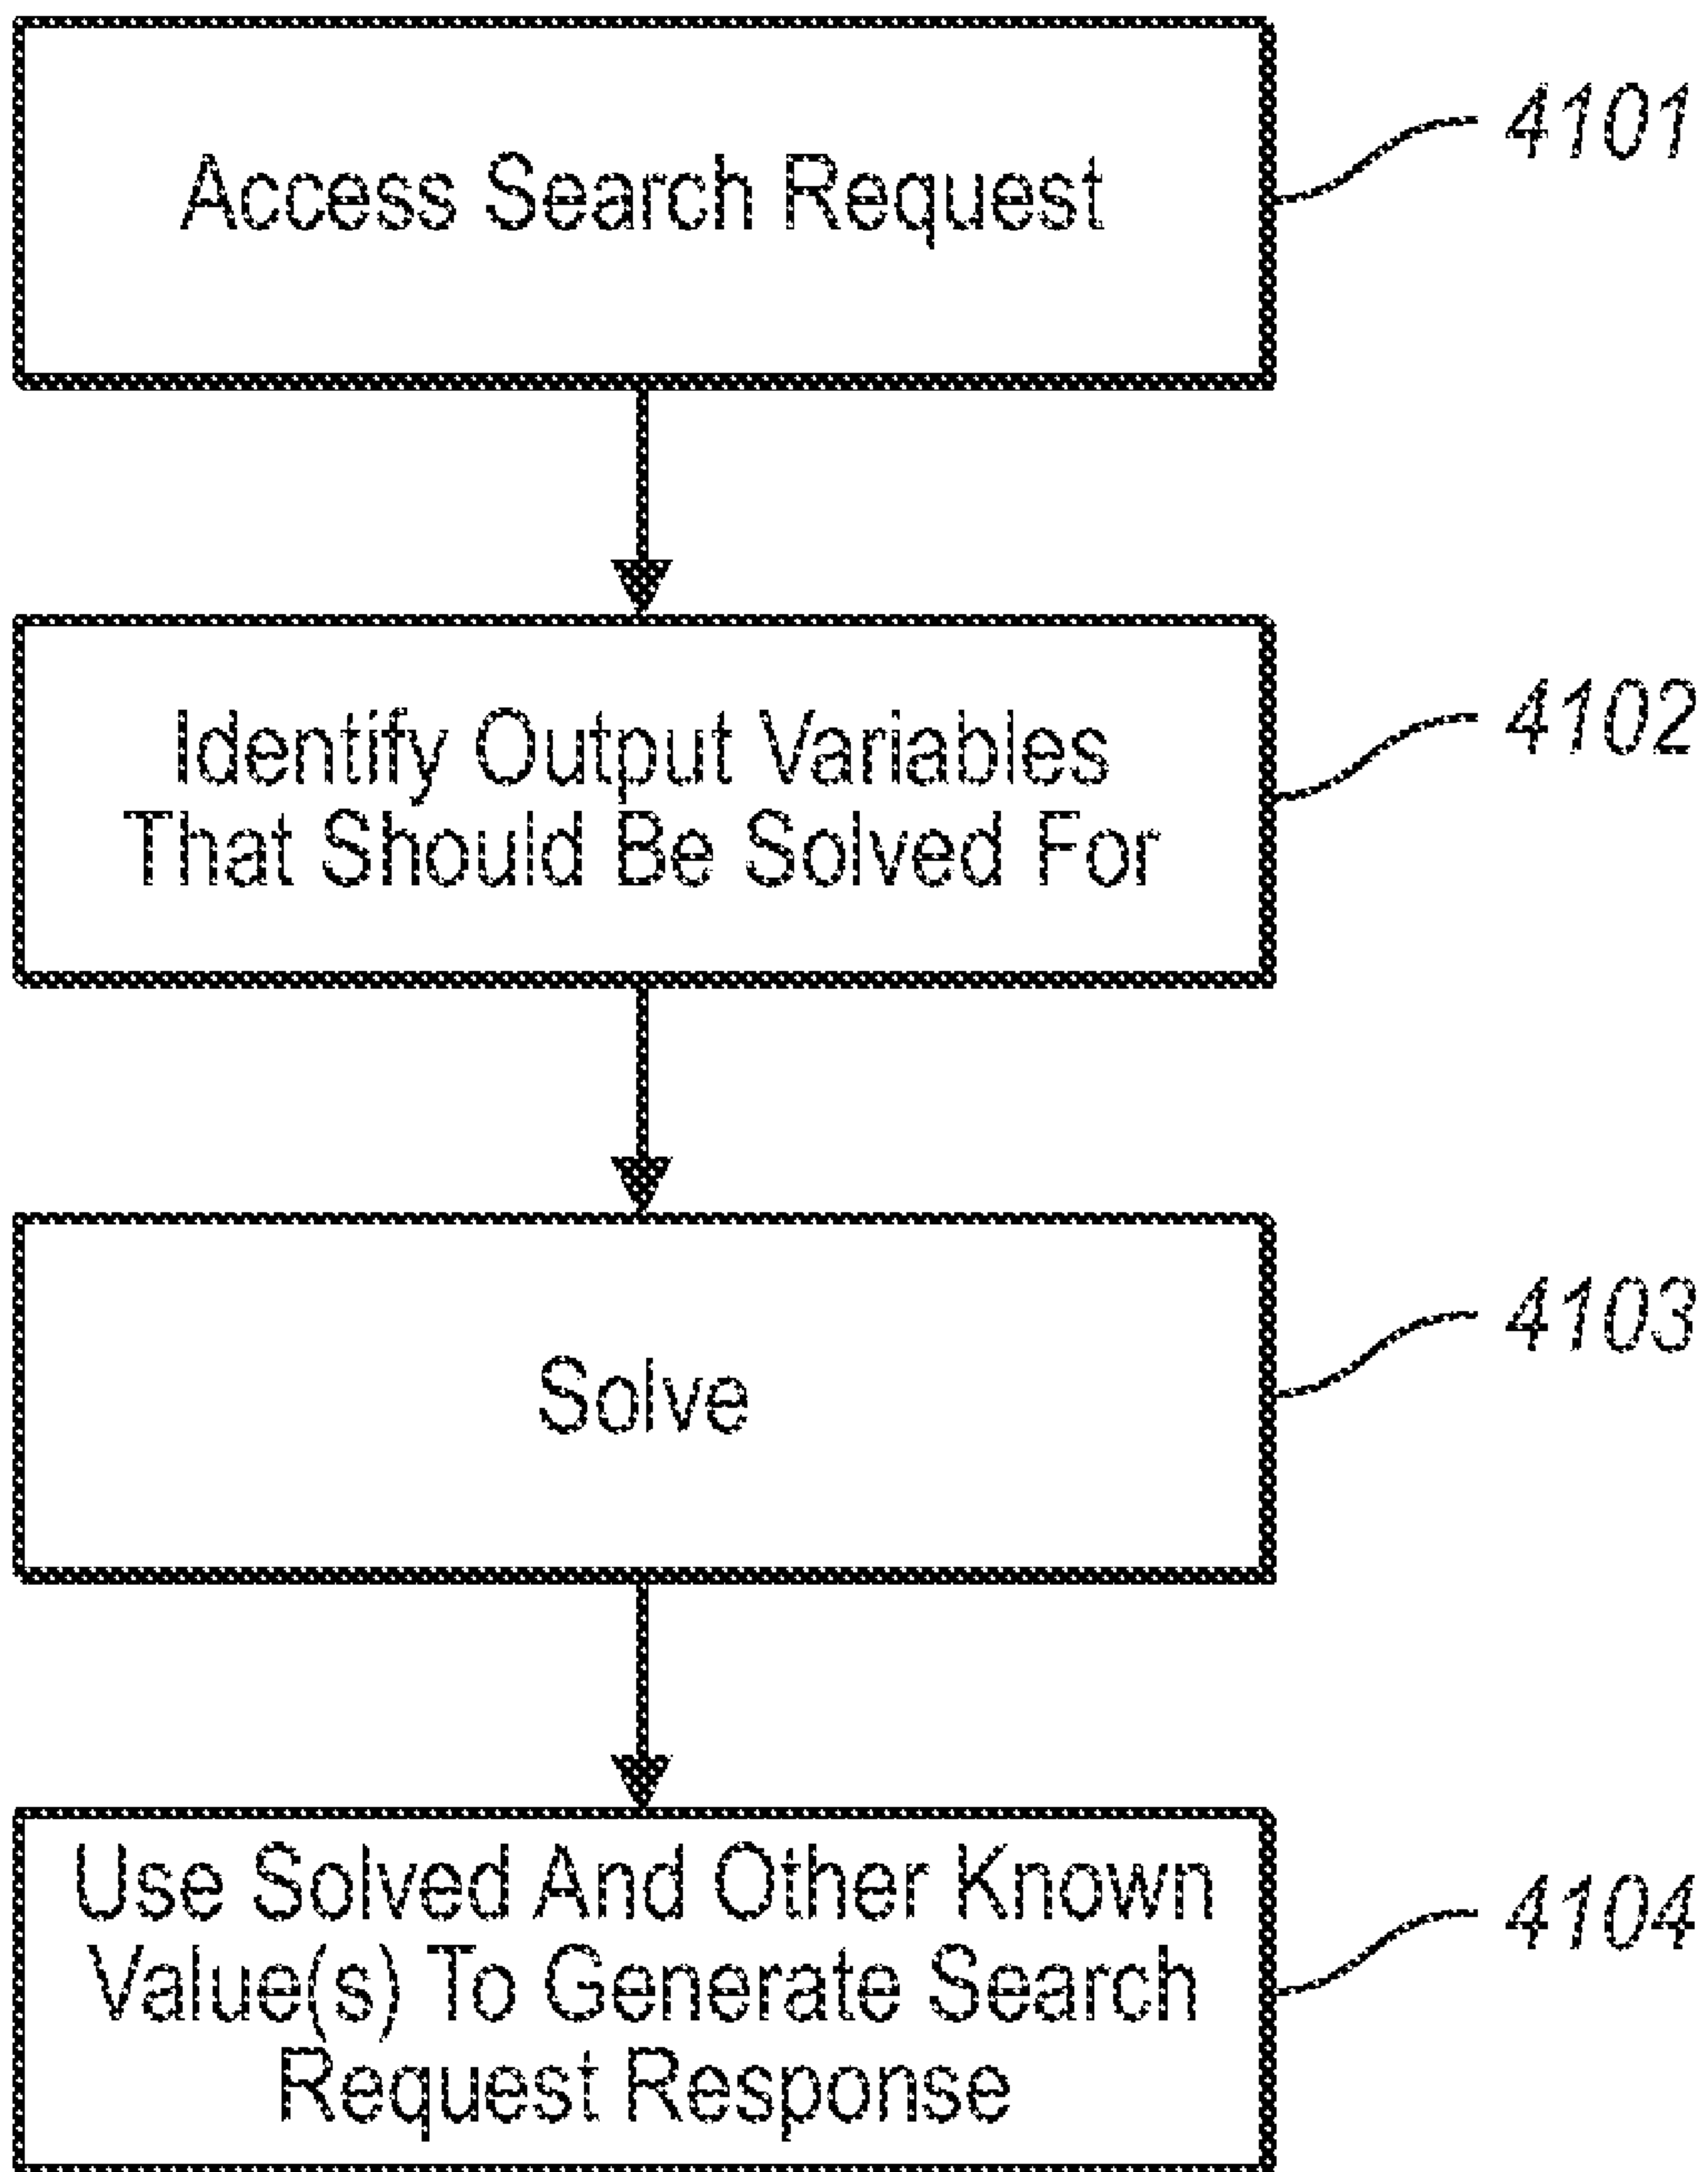 Access Search Request
4101
Identify Output Variables
That Should Be Solved For
4102
Solve
4103
Use Solved And Other Known
Value(s) To Generate Search
Request Response
4104